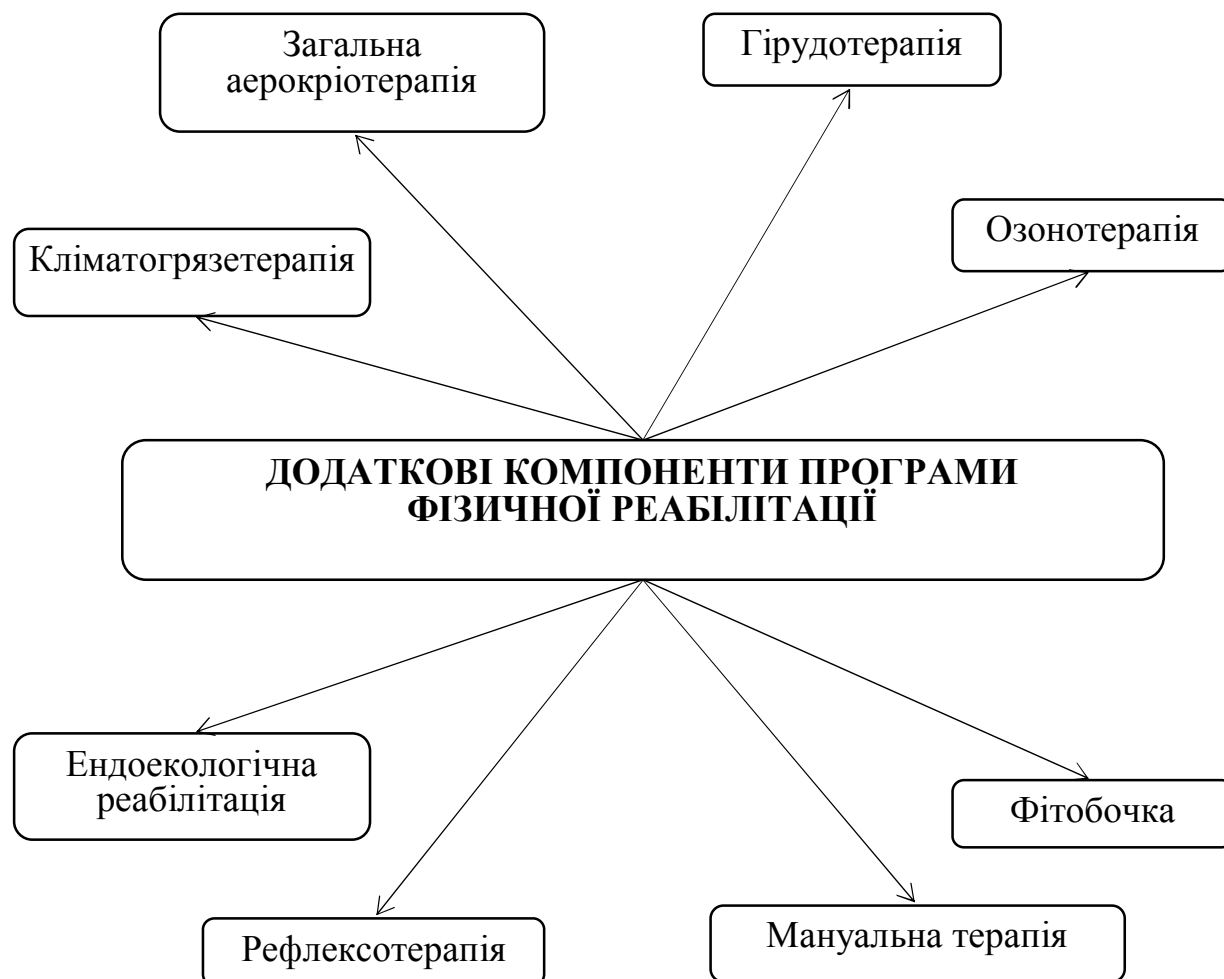 Загальна
аерокріотерапія
Гірудотерапія
Кліматогрязетерапія
Озонотерапія
ДОДАТКОВІ КОМПОНЕНТИ ПРОГРАМИ
ФІЗИЧНОЇ РЕАБІЛІТАЦІЇ
Ендоекологічна
реабілітація
Фітобочка
Рефлексотерапія
Мануальна терапія